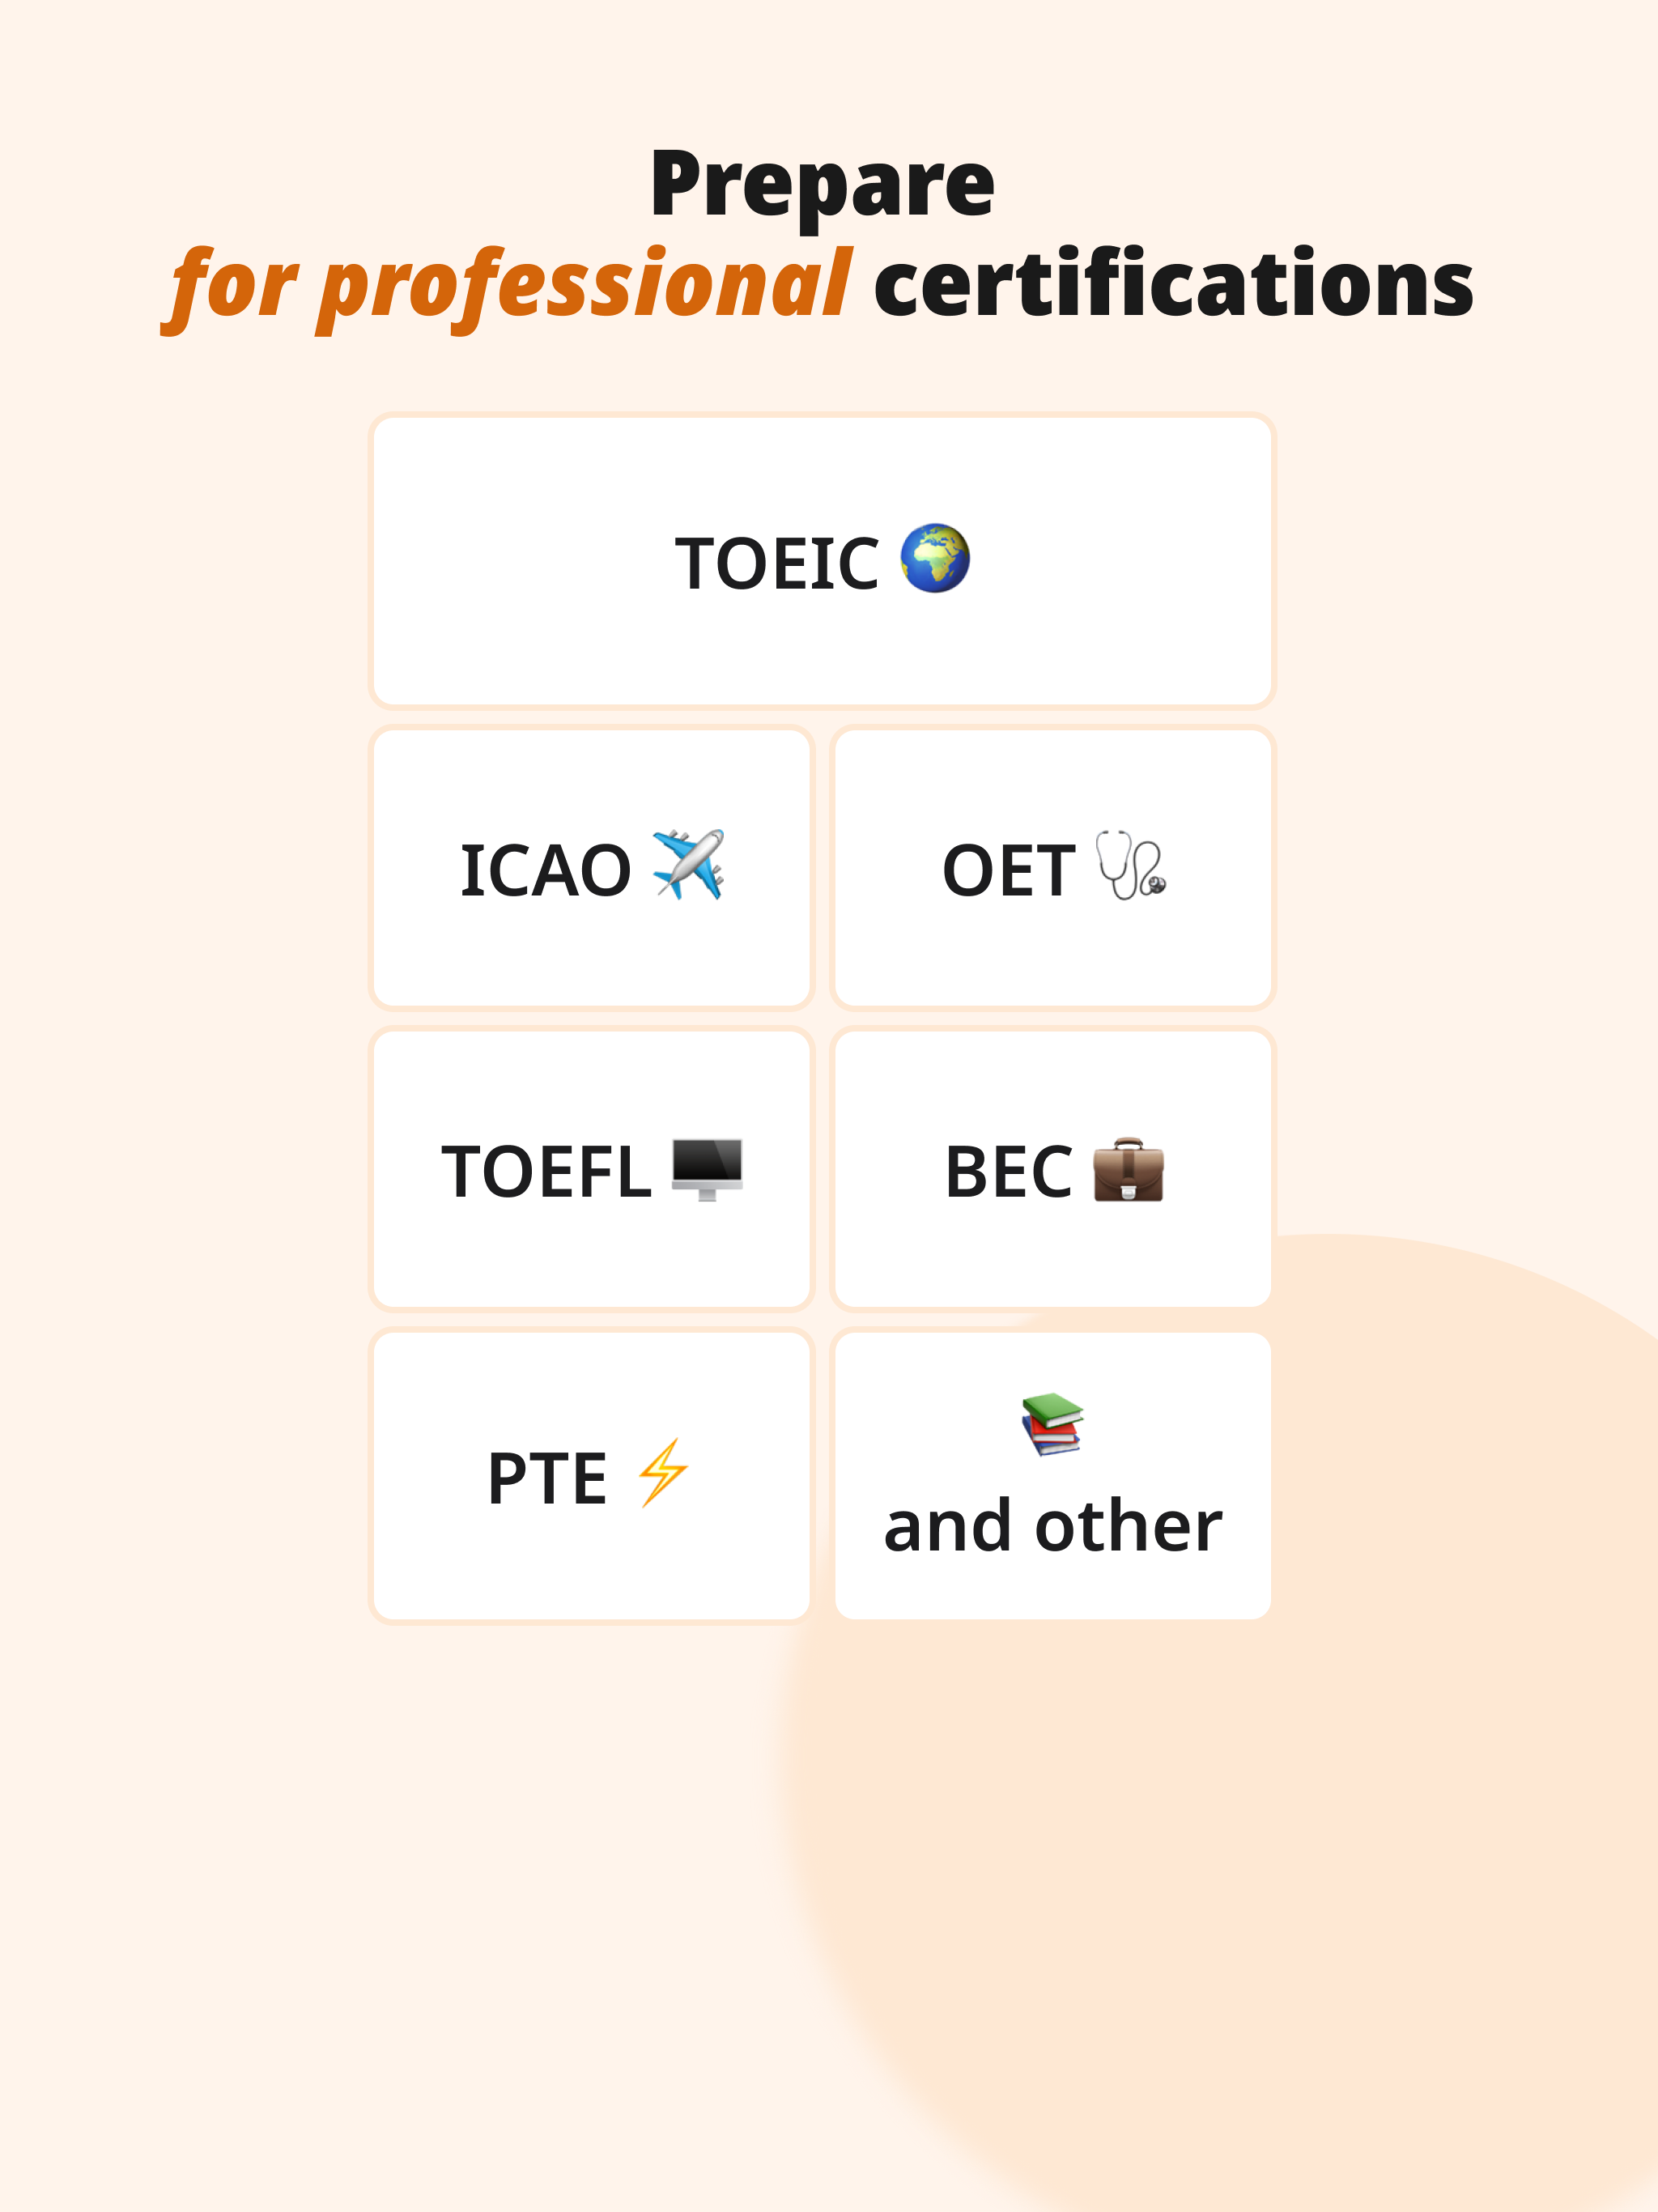 Prepare
for professional certifications
TOEIC
ICAO
OET
TOEFL
BEC
PTE
and other